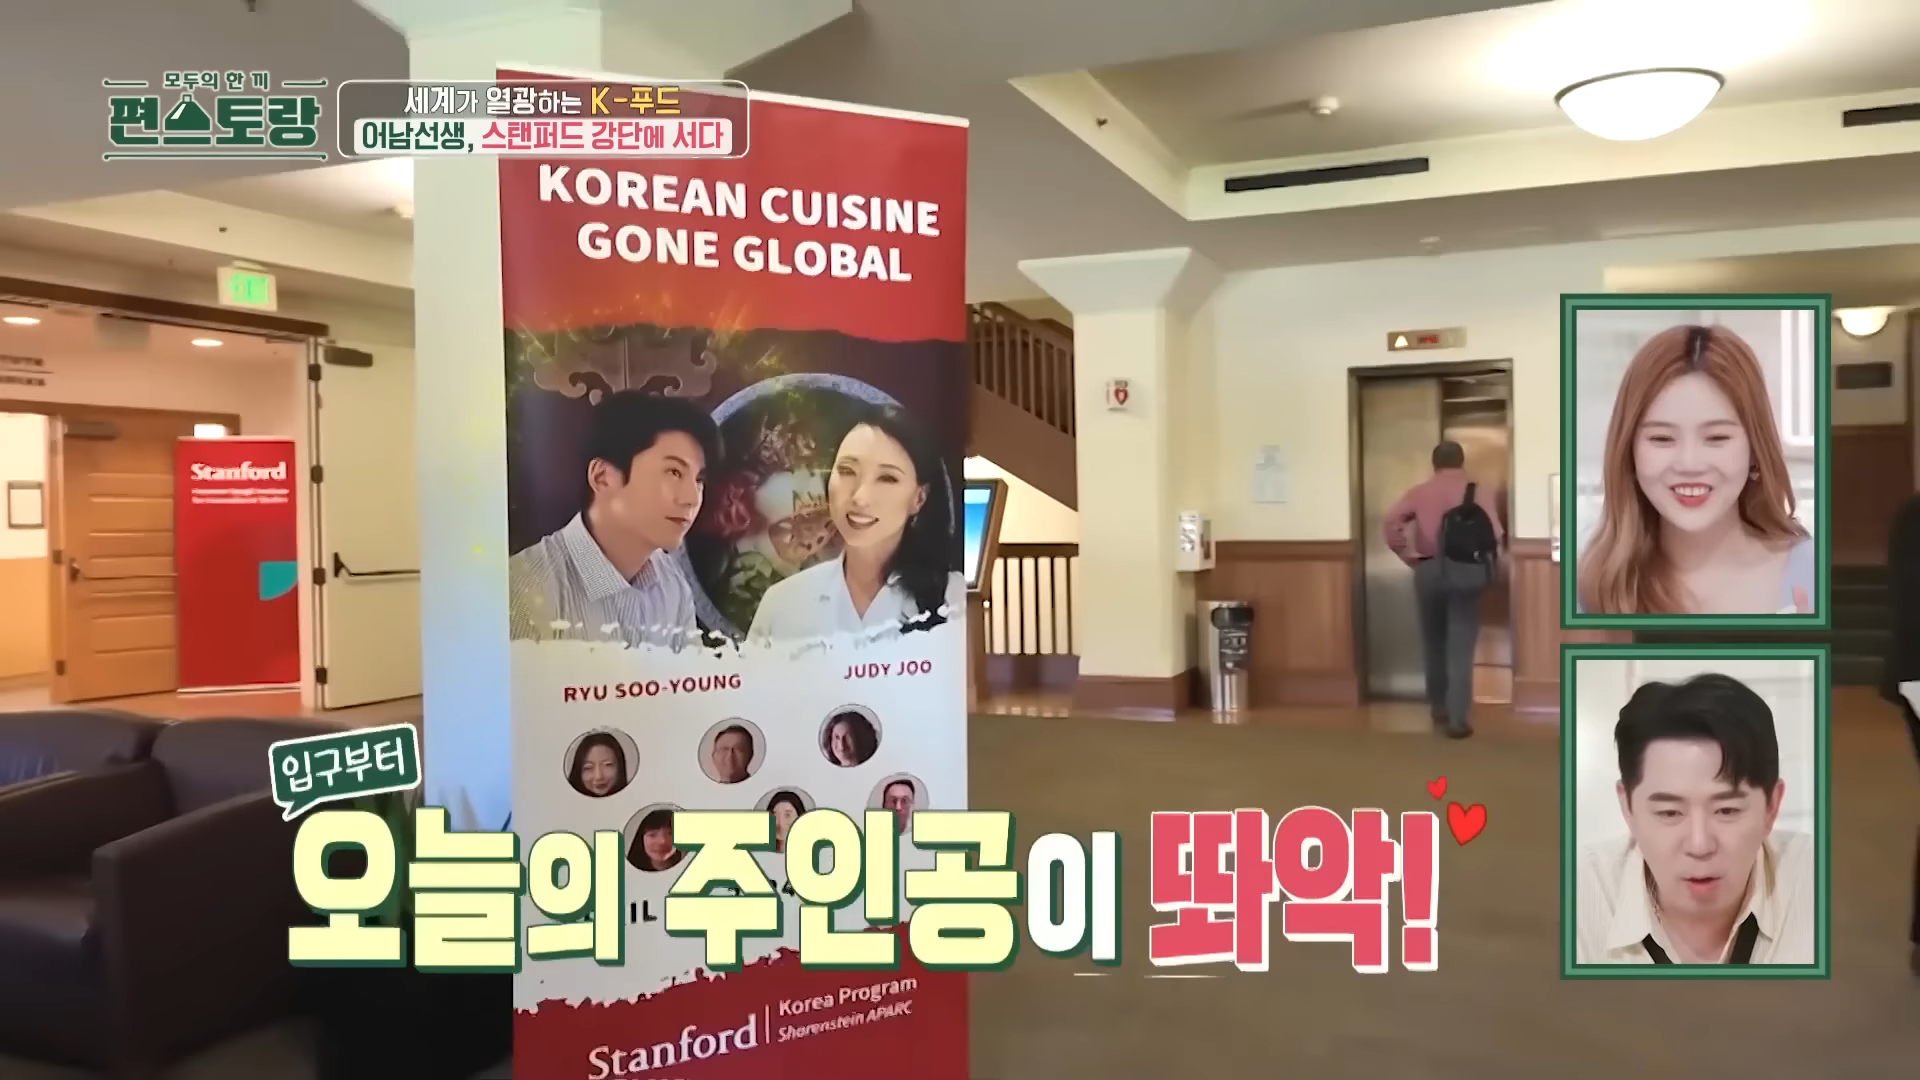 모두의 한 끼
편스토랑
세계가 열광하는 K-푸드
어남선생, 스탠퍼드 강단에 서다
KOREAN CUISINE
GONE GLOBAL
EXIT
Stanford
RYU SOO-YOUNG
JUDY JOO
입구부터
오늘의 주인공이 똬악!
Stanford
Korea Program
Shorenstein APARC